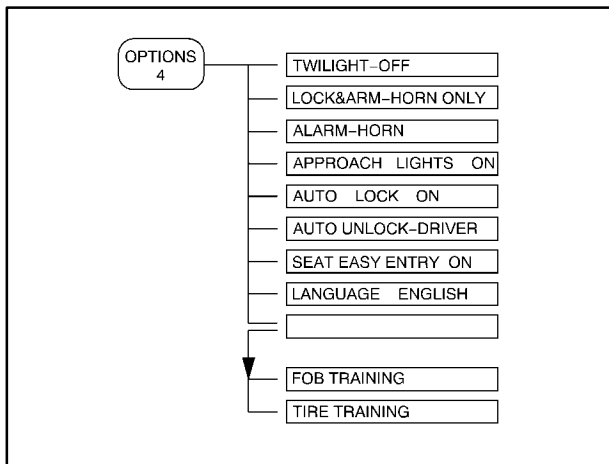 OPTIONS
4
TWILIGHT–OFF
LOCK&ARM–HORN ONLY
ALARM–HORN
APPROACH LIGHTS ON
AUTO LOCK ON
AUTO UNLOCK–DRIVER
SEAT EASY ENTRY ON
LANGUAGE ENGLISH
FOB TRAINING
TIRE TRAINING